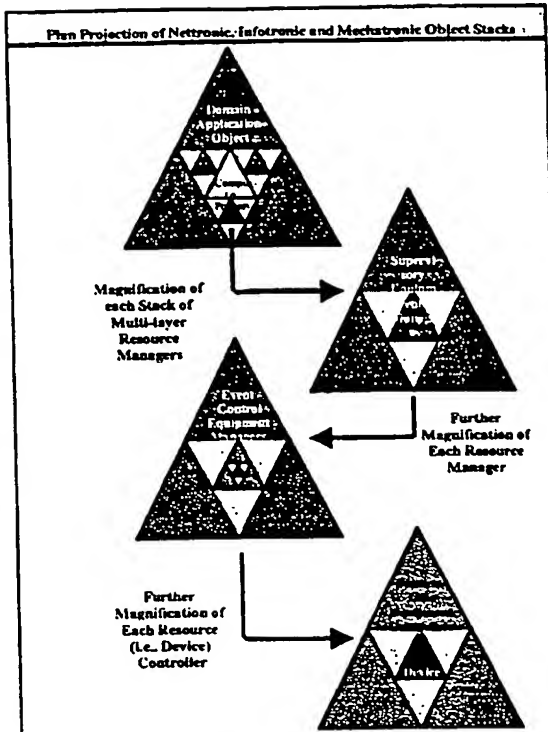 Plan Projection of Nettronic, Infotronic and Mechatronic Object Stacks
Domain
Application
Object
Magnification of
each Stack of
Multi-layer
Resource
Managers
Supervi-
sory
Event
Control
Equipment
Further
Magnification of
Each Resource
Manager
Further
Magnification of
Each Resource
(i.e., Device)
Controller
Device